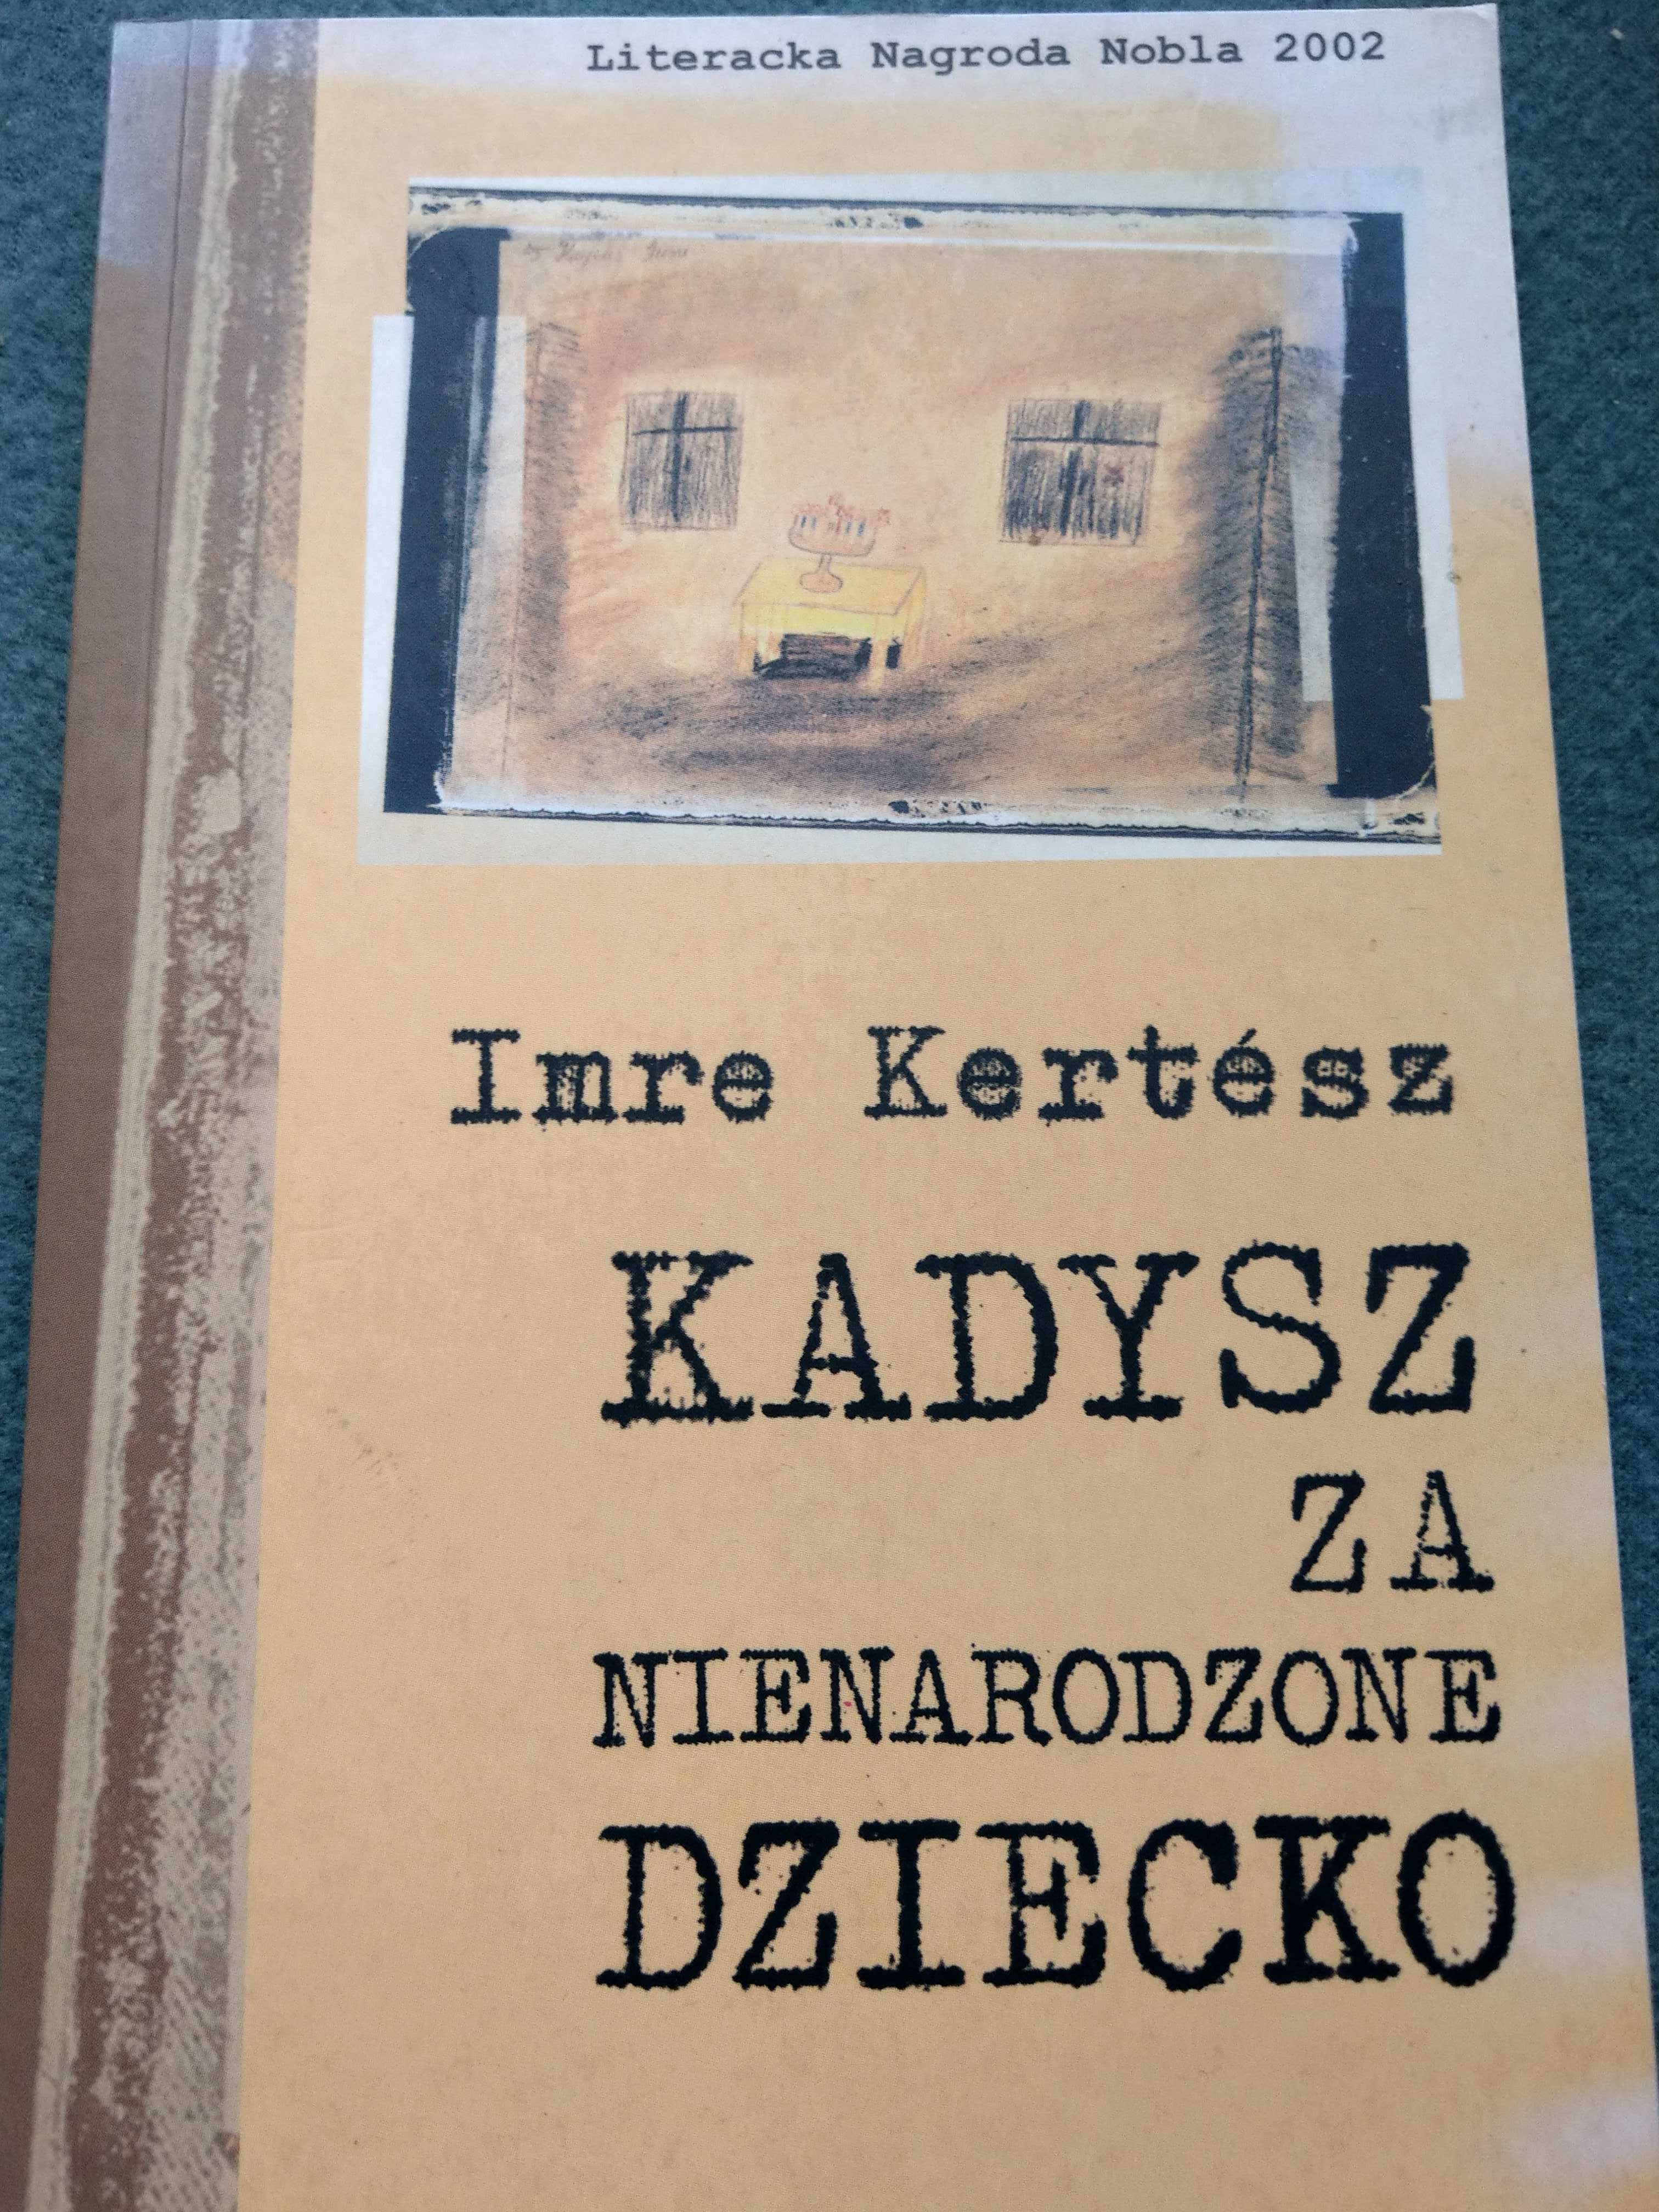 Literacka Nagroda Nobla 2002
Imre Kertész
KADYSZ
ZA
NIENARODZONE
DZIECKO